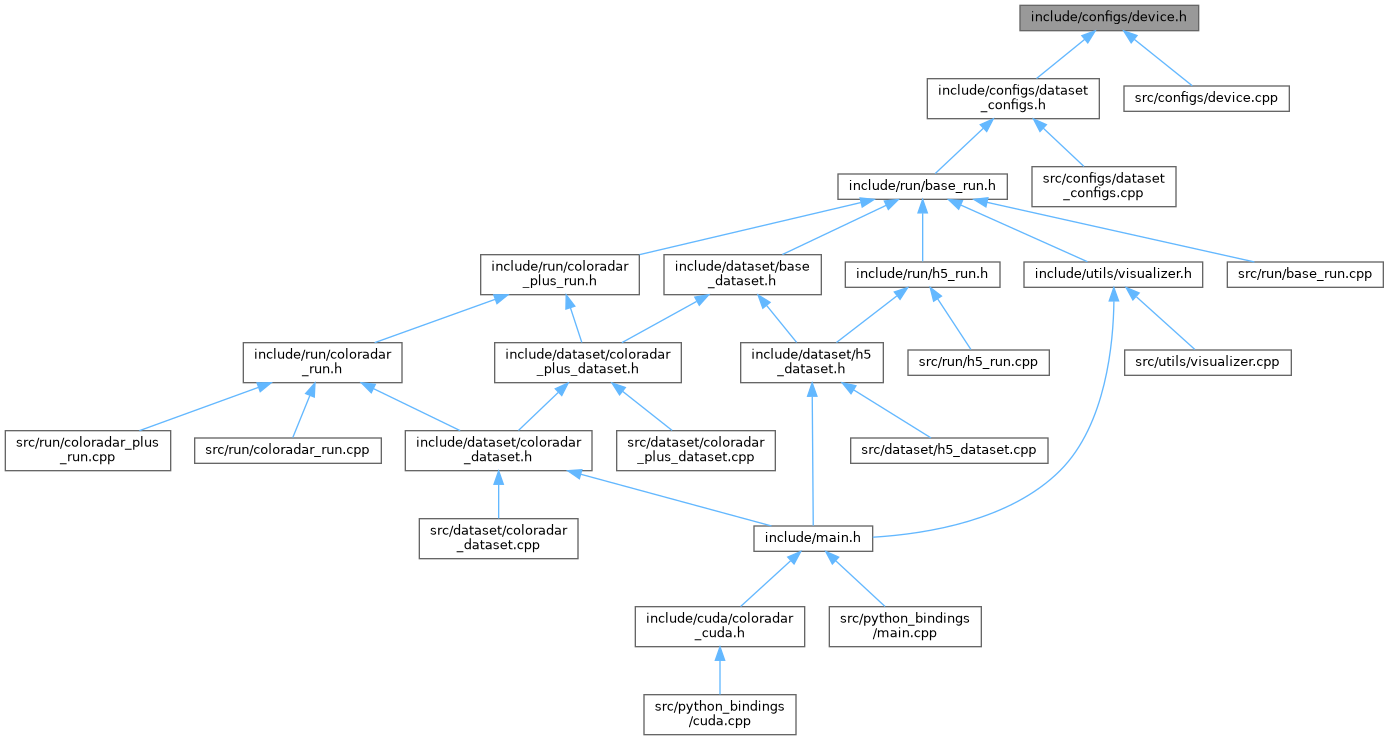 include/configs/device.h
include/configs/dataset
_configs.h
src/configs/device.cpp
include/run/base_run.h
src/configs/dataset
_configs.cpp
include/run/coloradar
_plus_run.h
include/dataset/base
_dataset.h
include/run/h5_run.h
include/utils/visualizer.h
src/run/base_run.cpp
include/run/coloradar
_run.h
include/dataset/coloradar
_plus_dataset.h
include/dataset/h5
_dataset.h
src/run/h5_run.cpp
src/utils/visualizer.cpp
src/run/coloradar_plus
_run.cpp
src/run/coloradar_run.cpp
include/dataset/coloradar
_dataset.h
src/dataset/coloradar
_plus_dataset.cpp
src/dataset/h5_dataset.cpp
src/dataset/coloradar
_dataset.cpp
include/main.h
include/cuda/coloradar
_cuda.h
src/python_bindings
/main.cpp
src/python_bindings
/cuda.cpp